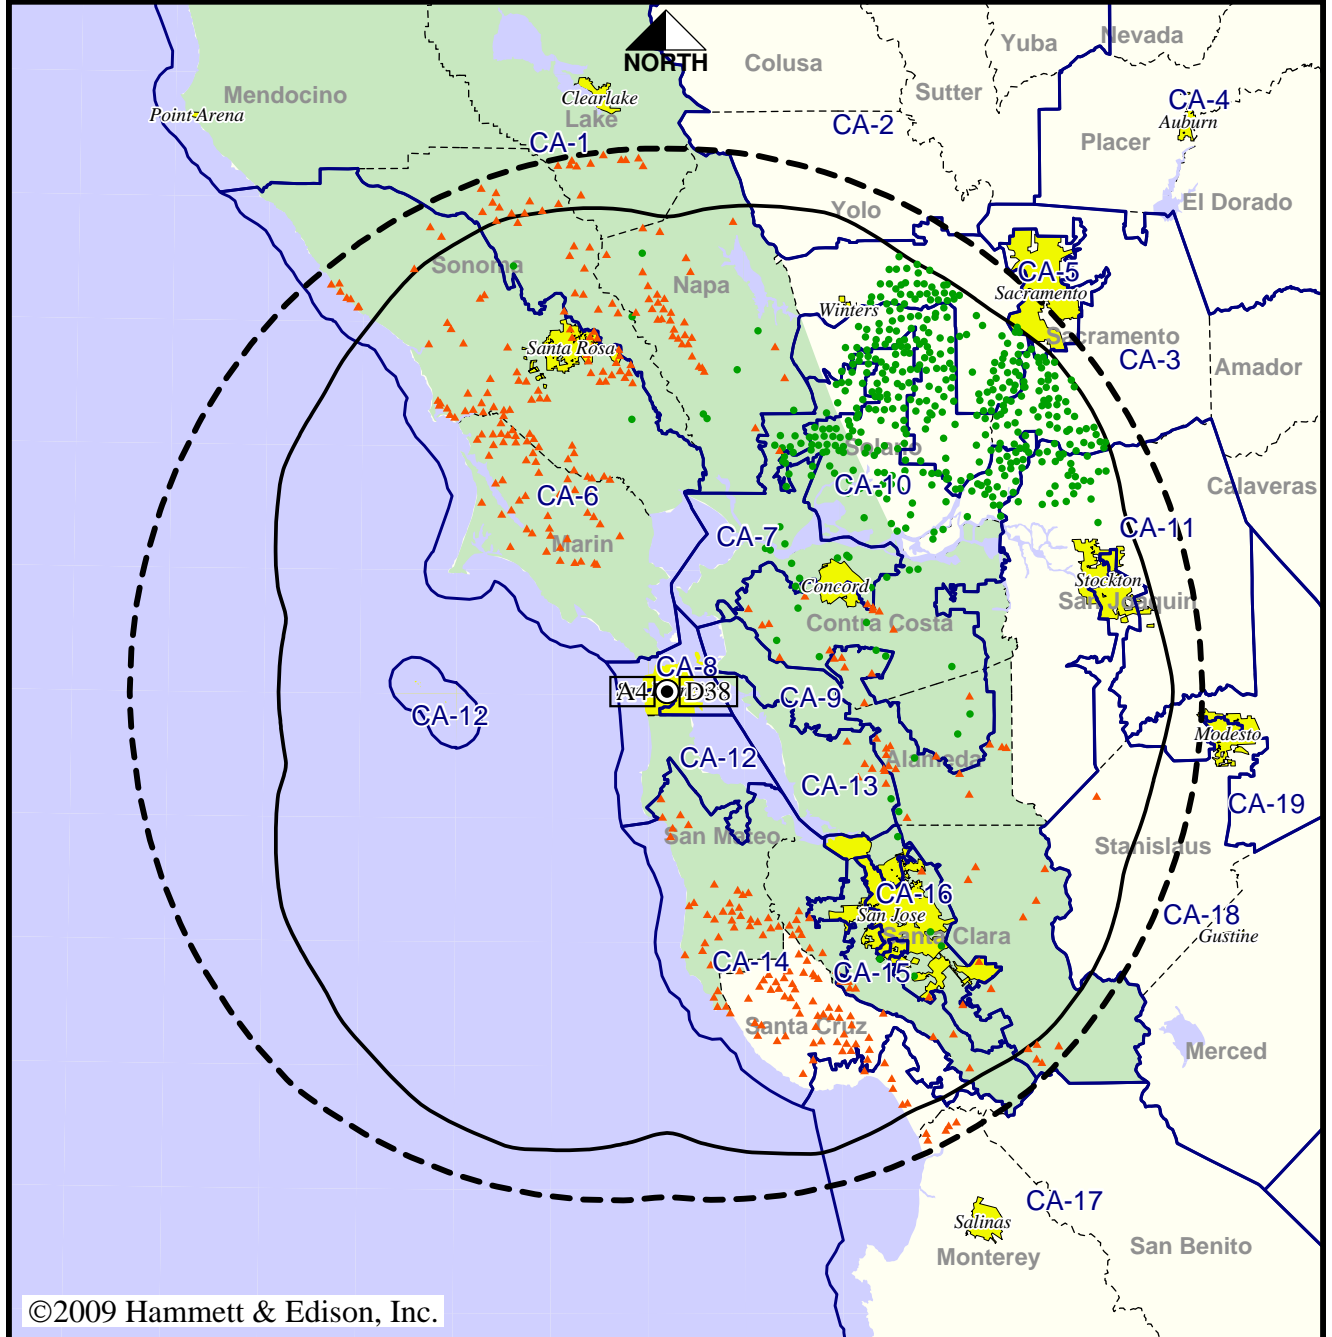 NORTH
Nevada
Yuba
Colusa
Sutter
Mendocino
Clearlake
Point Arena
Lake
CA-4
Auburn
CA-2
CA-1
Placer
El Dorado
Yolo
Sonoma
Napa
CA-5
Sacramento
Winters
Sacramento
Santa Rosa
CA-3
Amador
Solano
CA-10
Calaveras
CA-6
CA-7
CA-11
Marin
Stockton
Concord
San Joaquin
Contra Costa
CA-8
A4
D38
CA-9
CA-12
Modesto
CA-12
Alameda
CA-13
CA-19
San Mateo
Stanislaus
CA-16
San Jose
CA-18
Gustine
Santa Clara
CA-14
CA-15
Santa Cruz
Merced
CA-17
Salinas
Monterey
San Benito
©2009 Hammett & Edison, Inc.